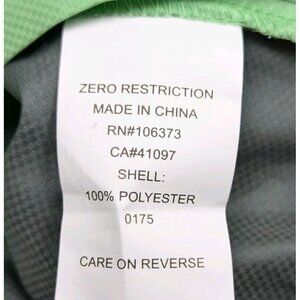 ZERO RESTRICTION
MADE IN CHINA
RN#106373
CA#41097
SHELL:
100% POLYESTER
0175
CARE ON REVERSE